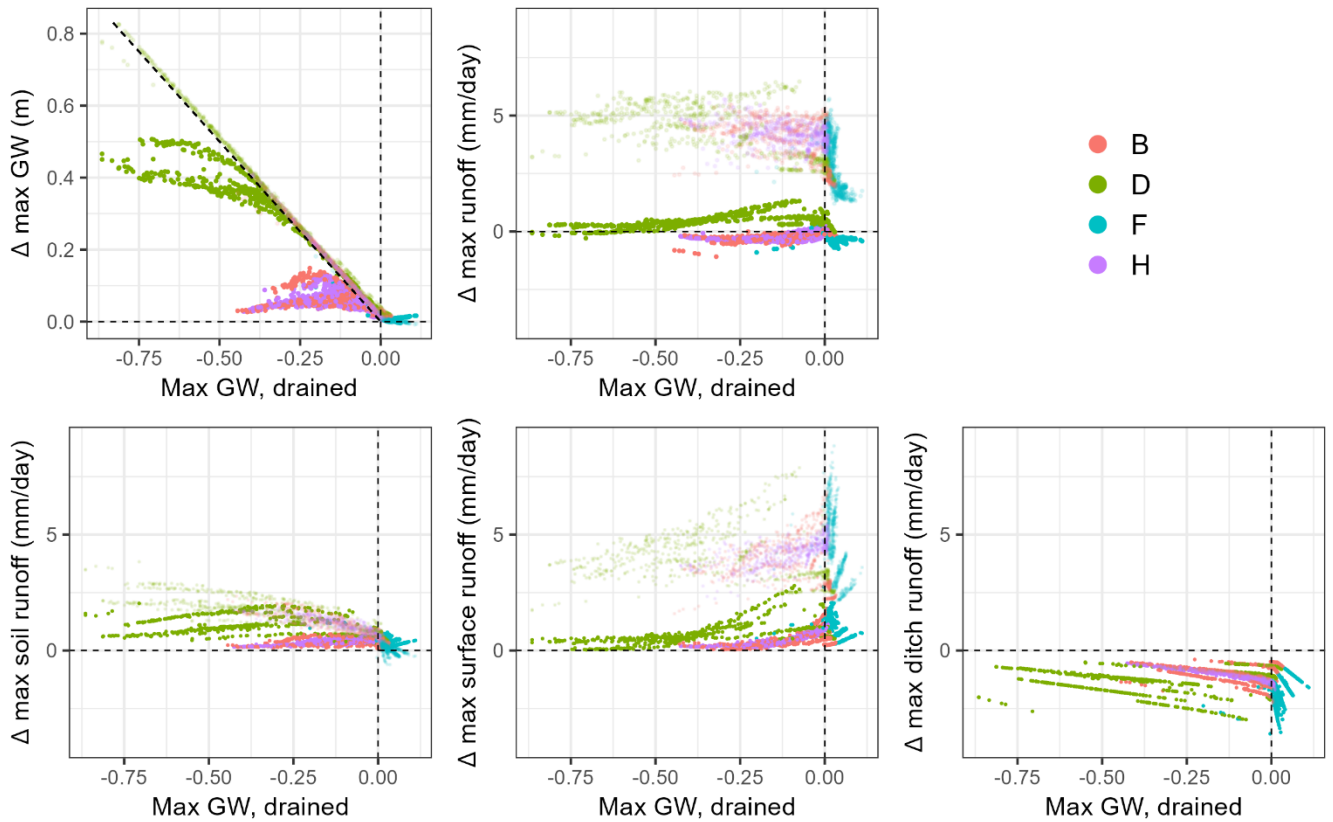 0.8
0.6
0.4
0.2
0.0
Δ max GW (m)
-0.75 -0.50 -0.25 0.00
Max GW, drained
5
0
Δ max runoff (mm/day)
-0.75 -0.50 -0.25 0.00
Max GW, drained
B
D
F
H
5
0
Δ max soil runoff (mm/day)
-0.75 -0.50 -0.25 0.00
Max GW, drained
5
0
Δ max surface runoff (mm/day)
-0.75 -0.50 -0.25 0.00
Max GW, drained
5
0
Δ max ditch runoff (mm/day)
-0.75 -0.50 -0.25 0.00
Max GW, drained